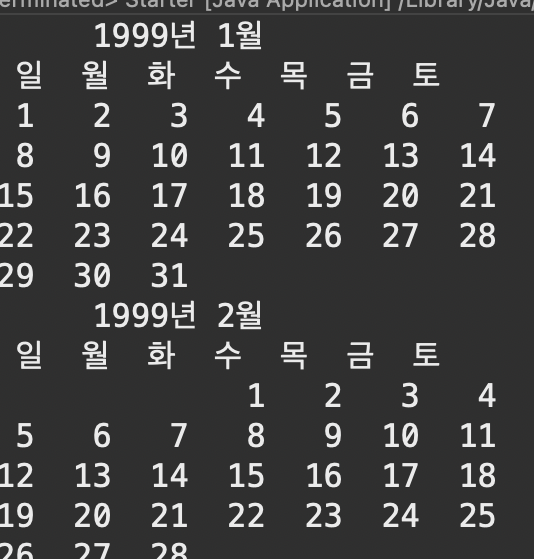 erminated> Starter [Java Application] /Library/Java/
1999년 1월
일 월 화 수 목 금 토
1 2 3 4 5 6 7
8 9 10 11 12 13 14
15 16 17 18 19 20 21
22 23 24 25 26 27 28
29 30 31
1999년 2월
일 월 화 수 목 금 토
1 2 3 4
5 6 7 8 9 10 11
12 13 14 15 16 17 18
19 20 21 22 23 24 25
26 27 28